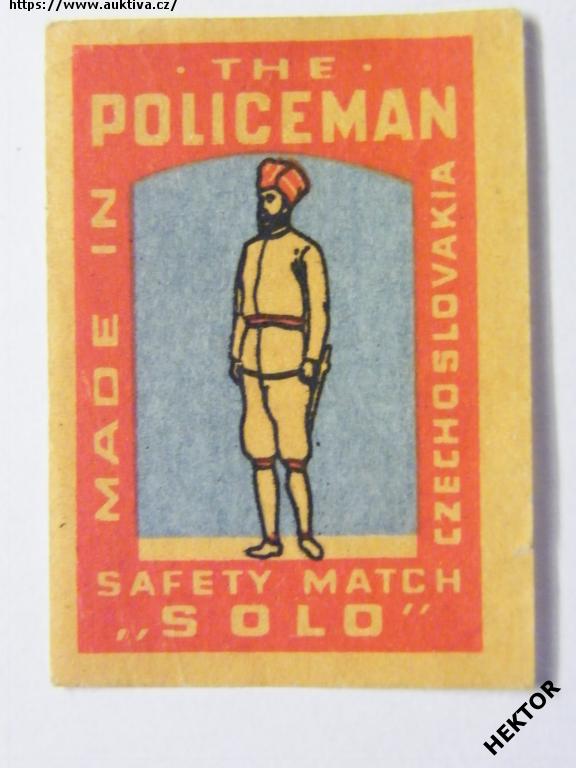 https://www.auktiva.cz/
· THE ·
POLICEMAN
MADE IN
CZECHOSLOVAKIA
SAFETY MATCH
„SOLO"
HEKTOR